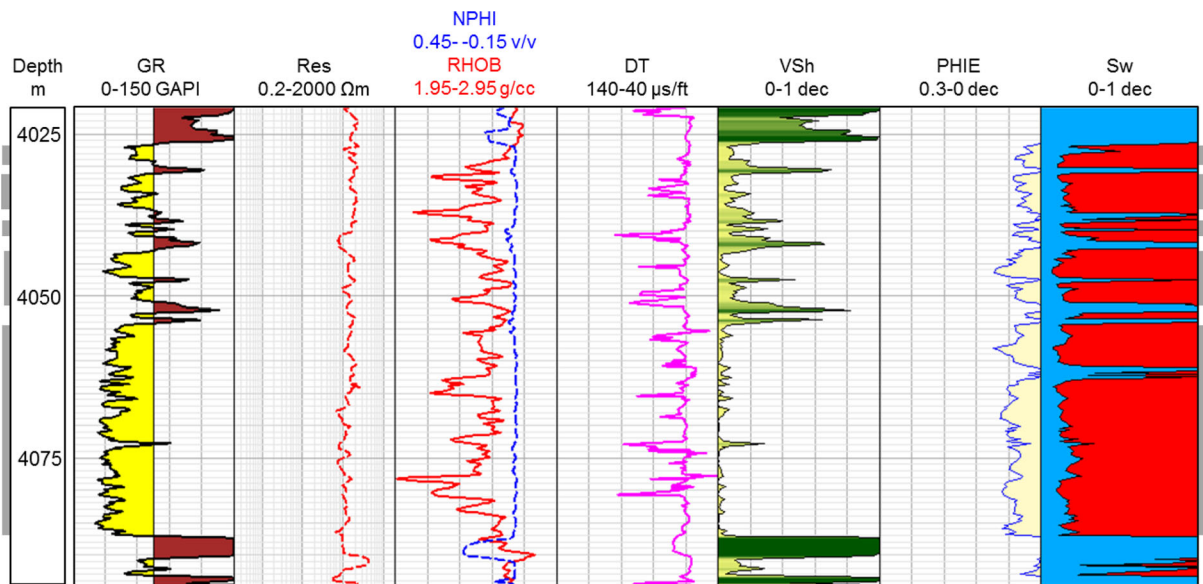 NPHI
0.45- -0.15 v/v
Depth GR Res RHOB DT VSh PHIE Sw
m 0-150 GAPI 0.2-2000 Ωm 1.95-2.95 g/cc 140-40 µs/ft 0-1 dec 0.3-0 dec 0-1 dec
4025
4050
4075